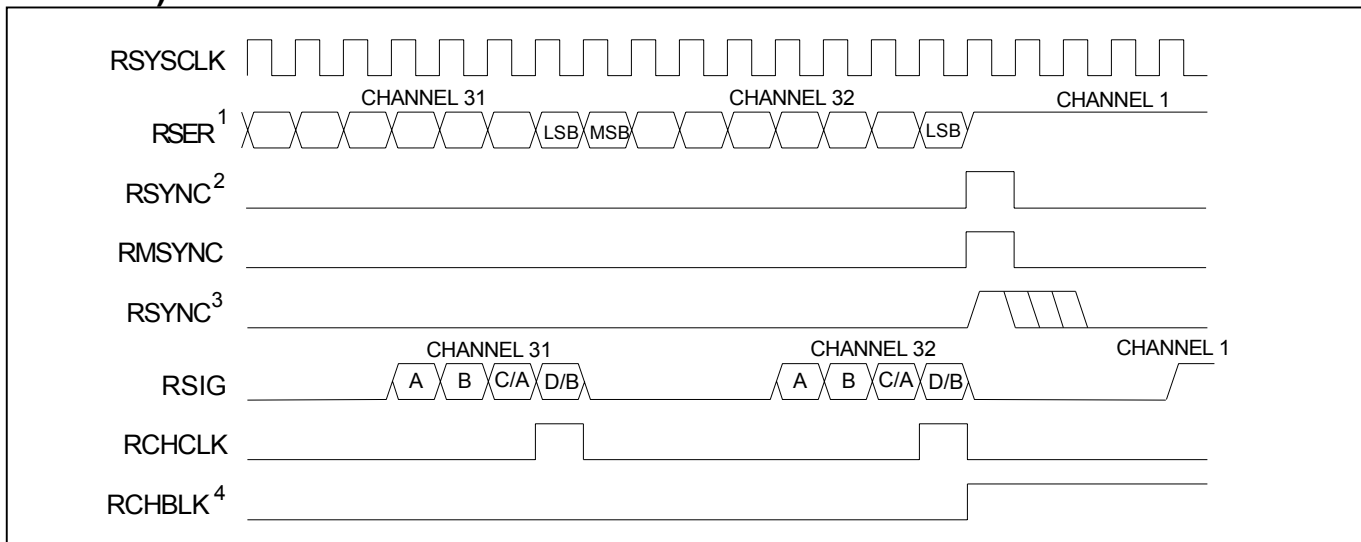 RSYSCLK
CHANNEL 31 CHANNEL 32 CHANNEL 1
RSER1 LSB MSB LSB
RSYNC2
RMSYNC
RSYNC3
CHANNEL 31 CHANNEL 32 CHANNEL 1
RSIG A B C/A D/B A B C/A D/B
RCHCLK
RCHBLK4